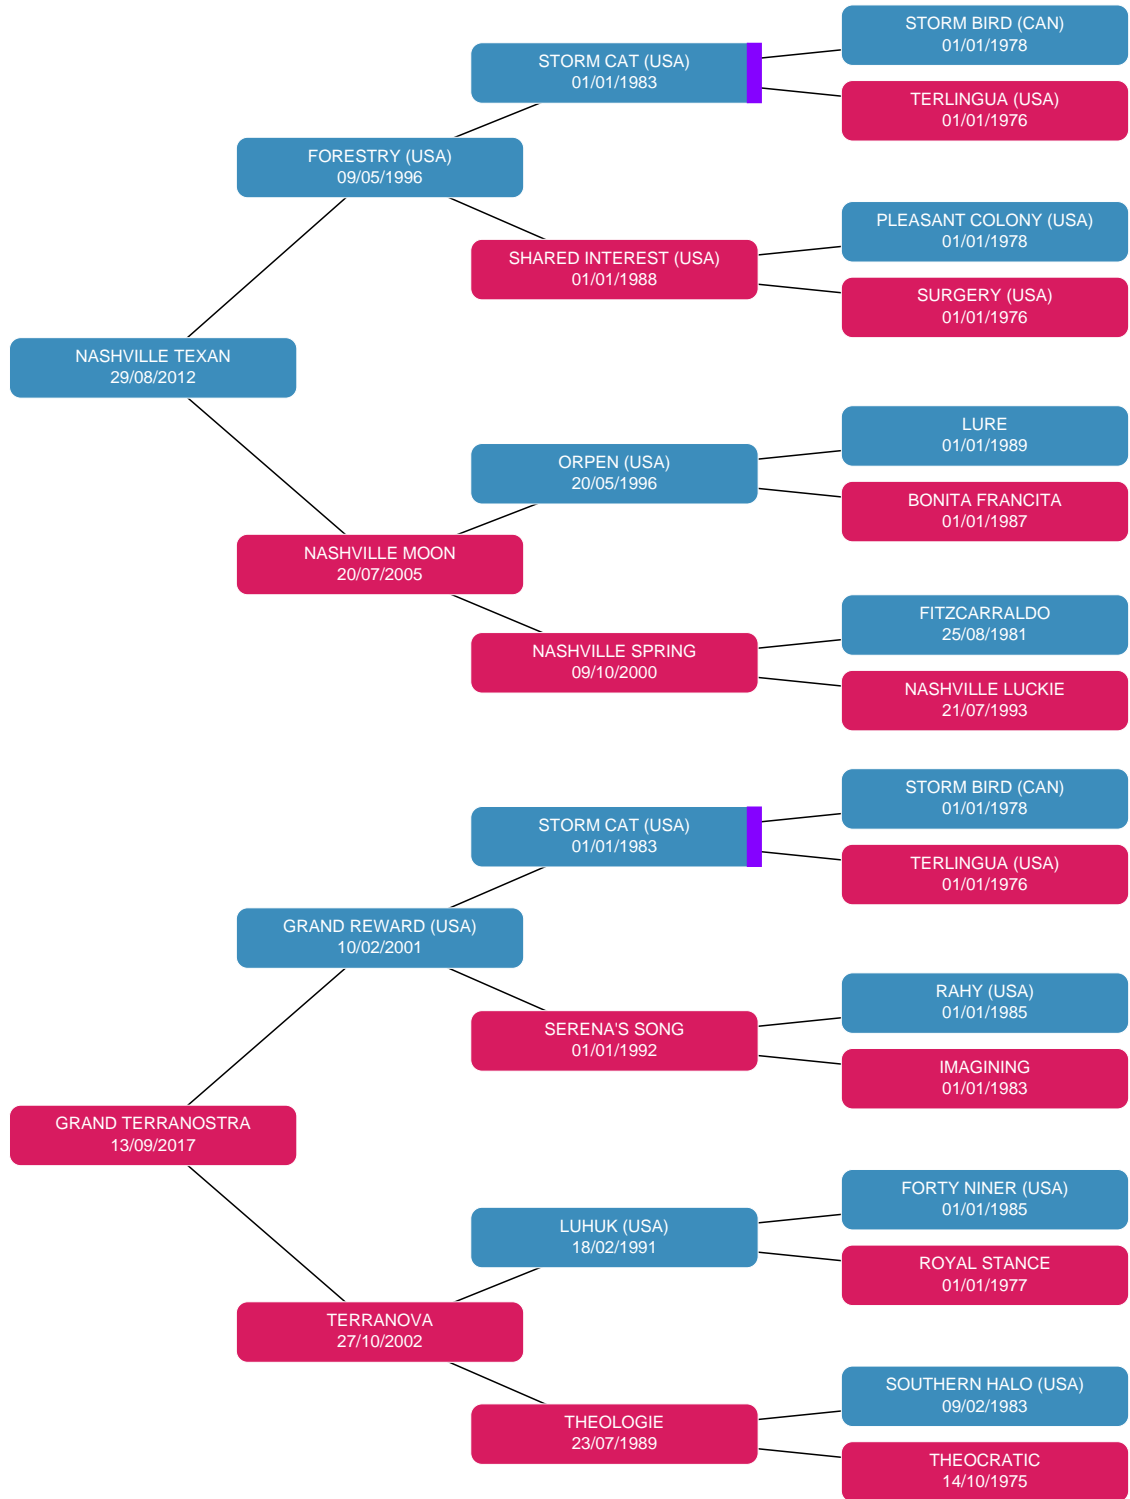 STORM BIRD (CAN)
01/01/1978
STORM CAT (USA)
01/01/1983
TERLINGUA (USA)
01/01/1976
FORESTRY (USA)
09/05/1996
PLEASANT COLONY (USA)
01/01/1978
SHARED INTEREST (USA)
01/01/1988
SURGERY (USA)
01/01/1976
NASHVILLE TEXAN
29/08/2012
LURE
01/01/1989
ORPEN (USA)
20/05/1996
BONITA FRANCITA
01/01/1987
NASHVILLE MOON
20/07/2005
FITZCARRALDO
25/08/1981
NASHVILLE SPRING
09/10/2000
NASHVILLE LUCKIE
21/07/1993
STORM BIRD (CAN)
01/01/1978
STORM CAT (USA)
01/01/1983
TERLINGUA (USA)
01/01/1976
GRAND REWARD (USA)
10/02/2001
RAHY (USA)
01/01/1985
SERENA'S SONG
01/01/1992
IMAGINING
01/01/1983
GRAND TERRANOSTRA
13/09/2017
FORTY NINER (USA)
01/01/1985
LUHUK (USA)
18/02/1991
ROYAL STANCE
01/01/1977
TERRANOVA
27/10/2002
SOUTHERN HALO (USA)
09/02/1983
THEOLOGIE
23/07/1989
THEOCRATIC
14/10/1975